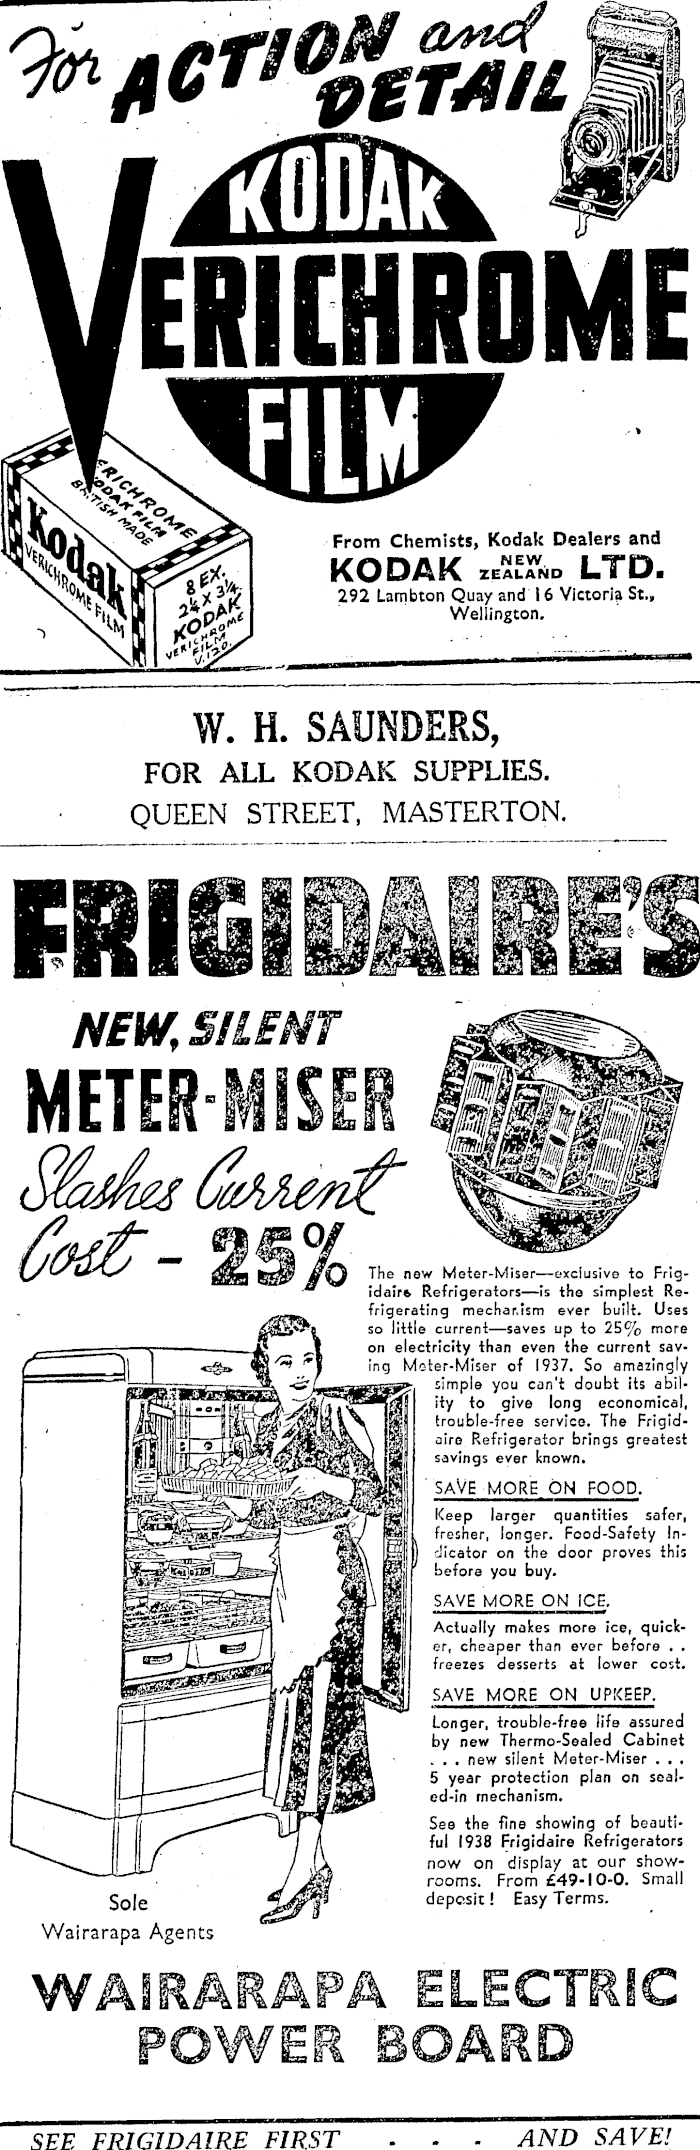 For ACTION and
DETAIL
KODAK
VERICHROME
FILM
VERICHROME
KODAK FILM
BRITISH MADE
Kodak
VERICHROME FILM
8 EX.
2¼ X 3¼
KODAK
VERICHROME
FILM
V.120.
From Chemists, Kodak Dealers and
KODAK NEW ZEALAND LTD.
292 Lambton Quay and 16 Victoria St.,
Wellington.
W. H. SAUNDERS,
FOR ALL KODAK SUPPLIES.
QUEEN STREET, MASTERTON.
FRIGIDAIRE'S
NEW, SILENT
METER-MISER
Slashes Current
Cost - 25%
The new Meter-Miser—exclusive to Frig-
idaire Refrigerators—is the simplest Re-
frigerating mechanism ever built. Uses
so little current—saves up to 25% more
on electricity than even the current sav-
ing Meter-Miser of 1937. So amazingly
simple you can't doubt its abil-
ity to give long economical,
trouble-free service. The Frigid-
aire Refrigerator brings greatest
savings ever known.
SAVE MORE ON FOOD.
Keep larger quantities safer,
fresher, longer. Food-Safety In-
dicator on the door proves this
before you buy.
SAVE MORE ON ICE.
Actually makes more ice, quick-
er, cheaper than ever before . .
freezes desserts at lower cost.
SAVE MORE ON UPKEEP.
Longer, trouble-free life assured
by new Thermo-Sealed Cabinet
. . . new silent Meter-Miser . . .
5 year protection plan on seal-
ed-in mechanism.
See the fine showing of beauti-
ful 1938 Frigidaire Refrigerators
now on display at our show-
rooms. From £49-10-0. Small
deposit! Easy Terms.
Sole
Wairarapa Agents
WAIRARAPA ELECTRIC
POWER BOARD
SEE FRIGIDAIRE FIRST . . . AND SAVE!